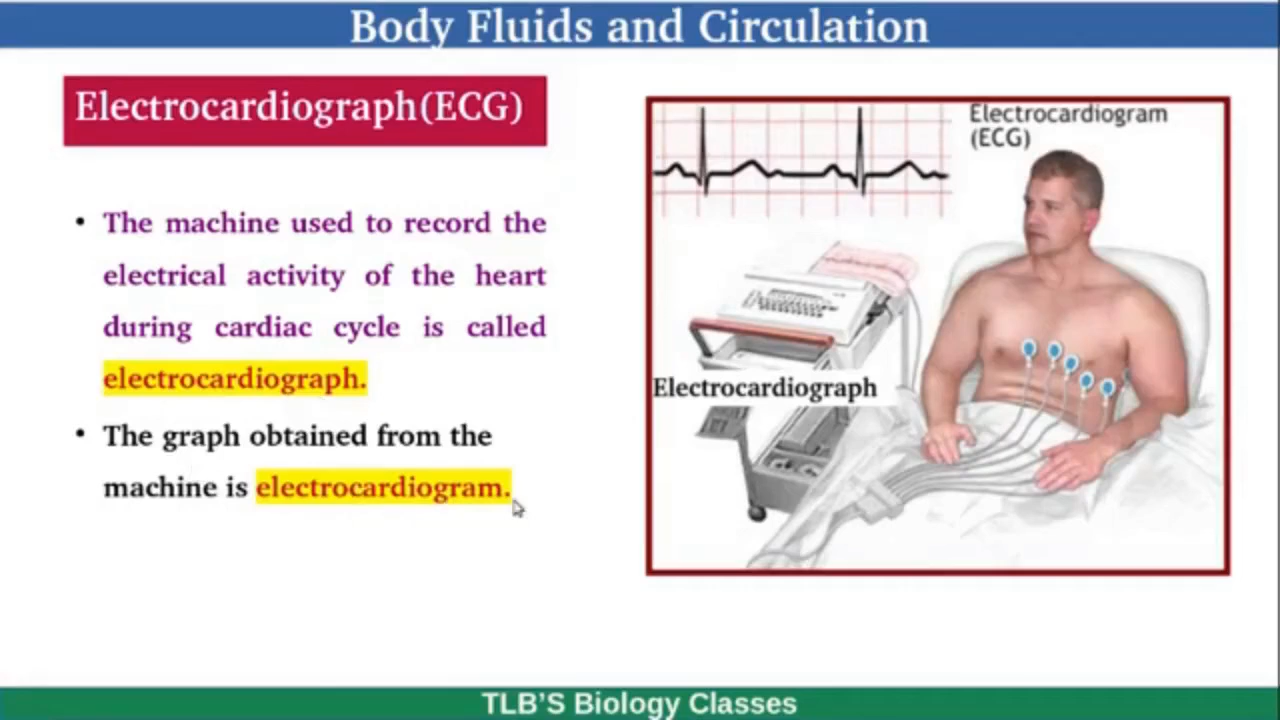 Body Fluids and Circulation
Electrocardiograph(ECG)
• The machine used to record the
electrical activity of the heart
during cardiac cycle is called
electrocardiograph.
• The graph obtained from the
machine is electrocardiogram.
Electrocardiogram
(ECG)
Electrocardiograph
TLB'S Biology Classes